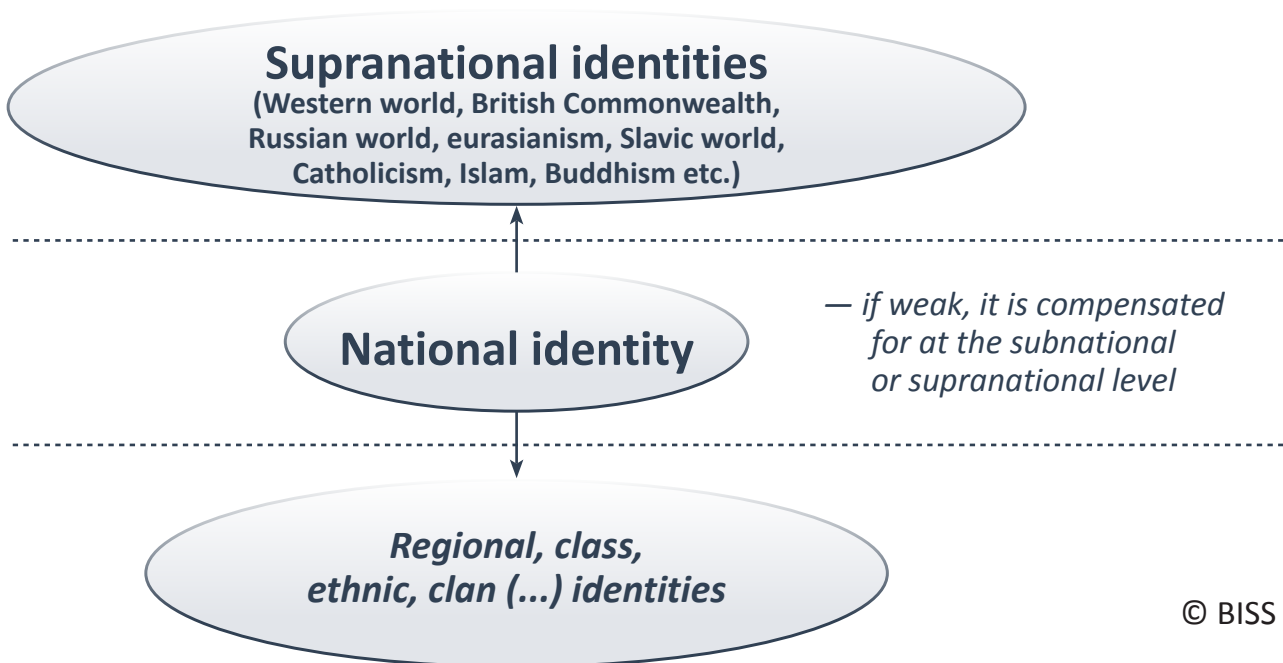 Supranational identities
(Western world, British Commonwealth,
Russian world, eurasianism, Slavic world,
Catholicism, Islam, Buddhism etc.)
National identity
— if weak, it is compensated
for at the subnational
or supranational level
Regional, class,
ethnic, clan (...) identities
© BISS